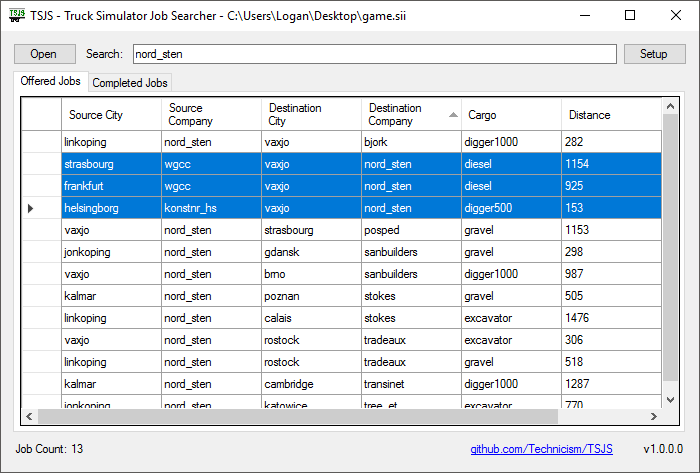 TSJS
TSJS - Truck Simulator Job Searcher - C:\Users\Logan\Desktop\game.sii
Open Search: nord_sten Setup
Offered Jobs Completed Jobs
Source City Source Company Destination City Destination Company Cargo Distance
linkoping nord_sten vaxjo bjork digger1000 282
strasbourg wgcc vaxjo nord_sten diesel 1154
frankfurt wgcc vaxjo nord_sten diesel 925
helsingborg konstnr_hs vaxjo nord_sten digger500 153
vaxjo nord_sten strasbourg posped gravel 1153
jonkoping nord_sten gdansk sanbuilders gravel 298
vaxjo nord_sten brno sanbuilders digger1000 987
kalmar nord_sten poznan stokes gravel 505
linkoping nord_sten calais stokes excavator 1476
vaxjo nord_sten rostock tradeaux excavator 306
linkoping nord_sten rostock tradeaux gravel 518
kalmar nord_sten cambridge transinet digger1000 1287
jonkoping nord_sten katowice tree_et excavator 770
Job Count: 13 github.com/Technicism/TSJS v1.0.0.0